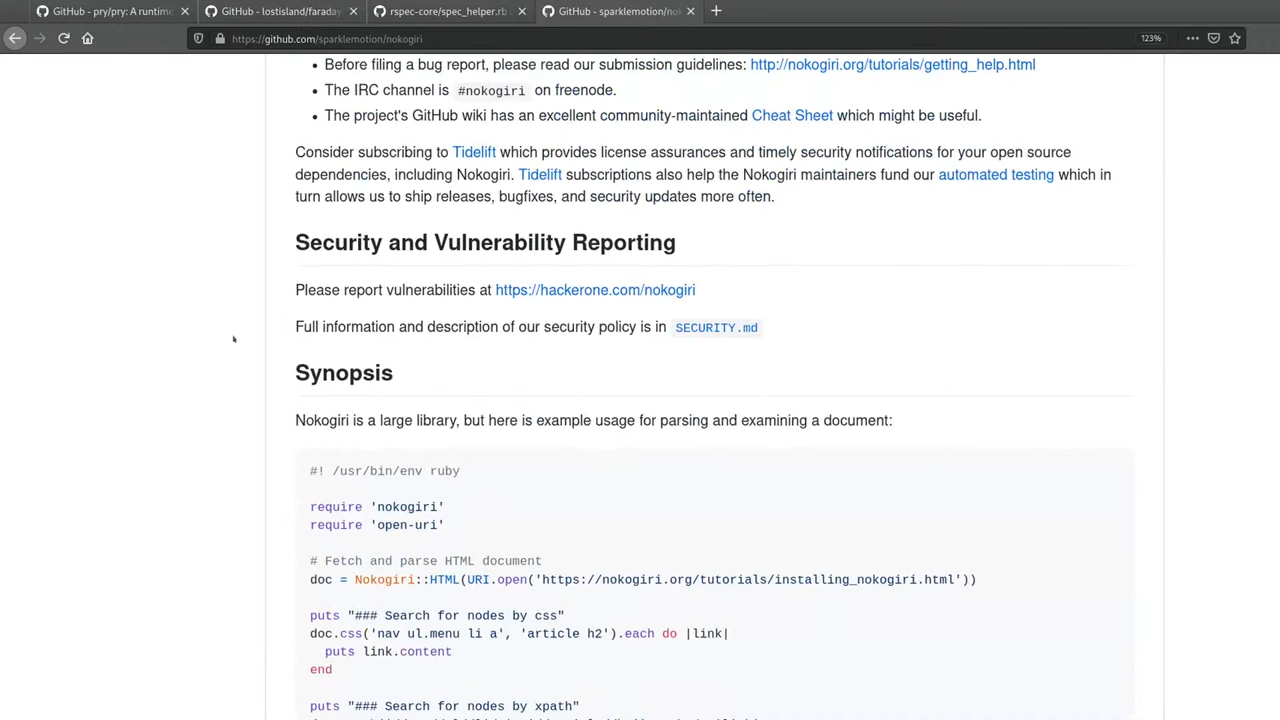 GitHub - pry/pry: A runtime
GitHub - lostisland/faraday
rspec-core/spec_helper.rb
GitHub - sparklemotion/nok
https://github.com/sparklemotion/nokogiri
123%
Before filing a bug report, please read our submission guidelines: http://nokogiri.org/tutorials/getting_help.html
The IRC channel is #nokogiri on freenode.
The project's GitHub wiki has an excellent community-maintained Cheat Sheet which might be useful.
Consider subscribing to Tidelift which provides license assurances and timely security notifications for your open source
dependencies, including Nokogiri. Tidelift subscriptions also help the Nokogiri maintainers fund our automated testing which in
turn allows us to ship releases, bugfixes, and security updates more often.
Security and Vulnerability Reporting
Please report vulnerabilities at https://hackerone.com/nokogiri
Full information and description of our security policy is in SECURITY.md
Synopsis
Nokogiri is a large library, but here is example usage for parsing and examining a document:
#! /usr/bin/env ruby
require 'nokogiri'
require 'open-uri'
# Fetch and parse HTML document
doc = Nokogiri::HTML(URI.open('https://nokogiri.org/tutorials/installing_nokogiri.html'))
puts "### Search for nodes by css"
doc.css('nav ul.menu li a', 'article h2').each do |link|
puts link.content
end
puts "### Search for nodes by xpath"